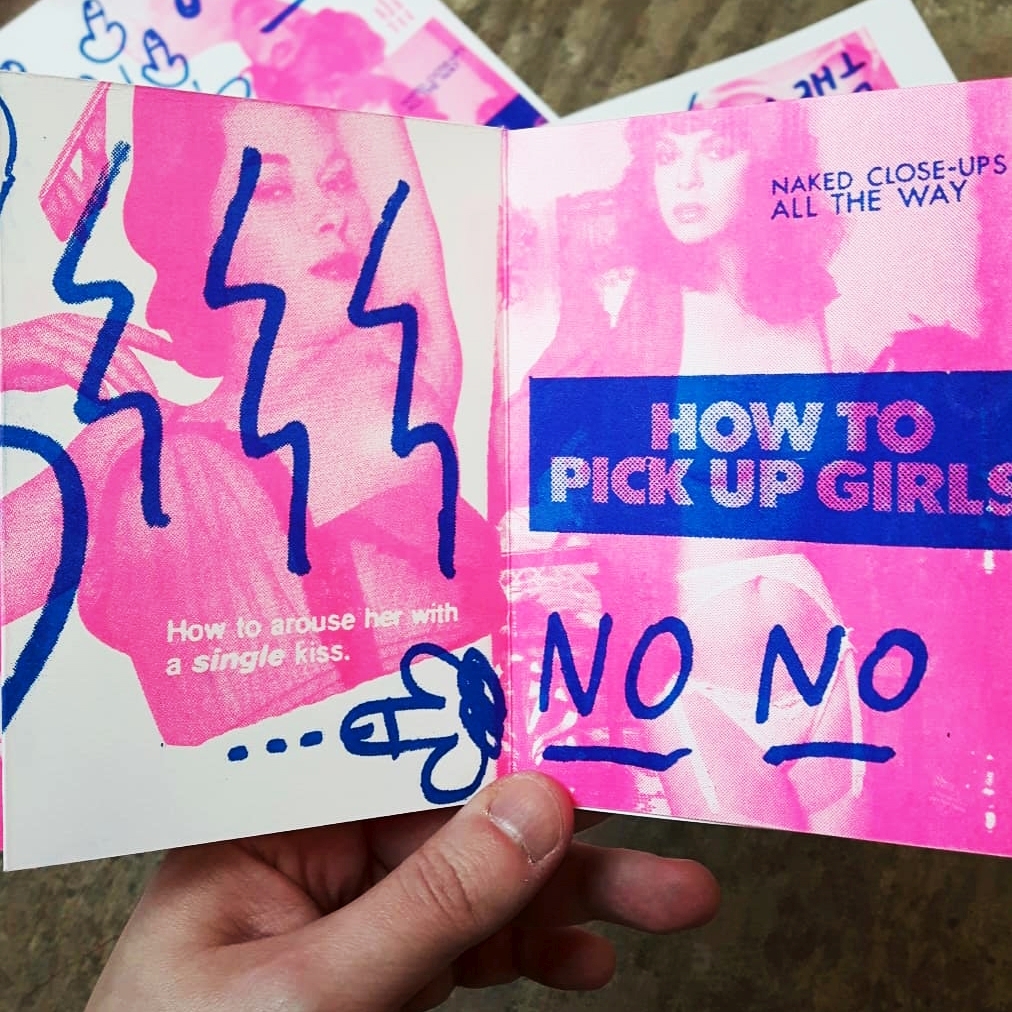 How to arouse her with
a single kiss.
NAKED CLOSE-UPS
ALL THE WAY
HOW TO
PICK UP GIRLS
NO NO